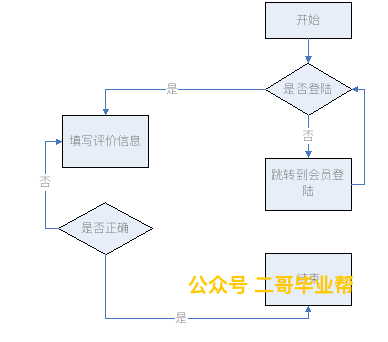 开始
是
是否登陆
否
填写评价信息
跳转到会员登
陆
否
是否正确
结束
公众号 二哥毕业帮
是